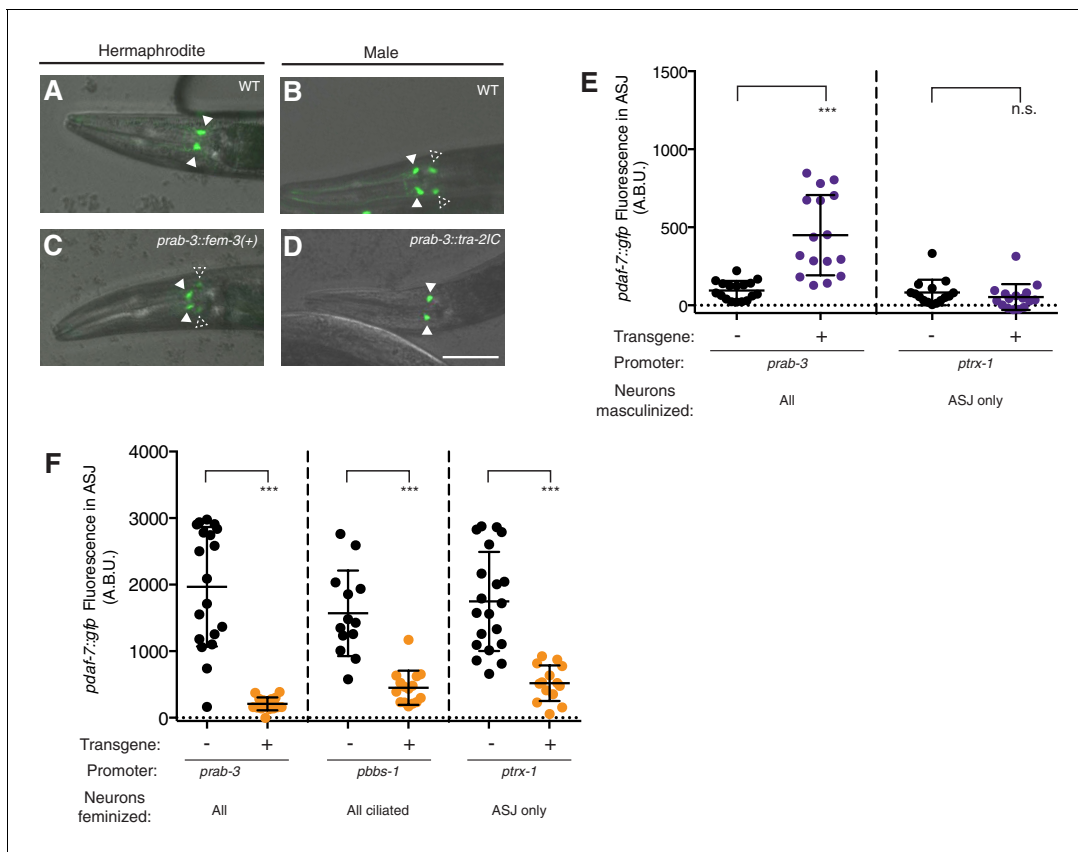 Hermaphrodite
Male
A
WT
B
WT
C
prab-3::fem-3(+)
D
prab-3::tra-2IC
E
pdaf-7::gfp Fluorescence in ASJ
(A.B.U.)
1500
1000
500
0
***
n.s.
Transgene: - + - +
Promoter: prab-3 ptrx-1
Neurons
masculinized: All ASJ only
F
pdaf-7::gfp Fluorescence in ASJ
(A.B.U.)
4000
3000
2000
1000
0
*** *** ***
Transgene: - + - + - +
Promoter: prab-3 pbbs-1 ptrx-1
Neurons
feminized: All All ciliated ASJ only